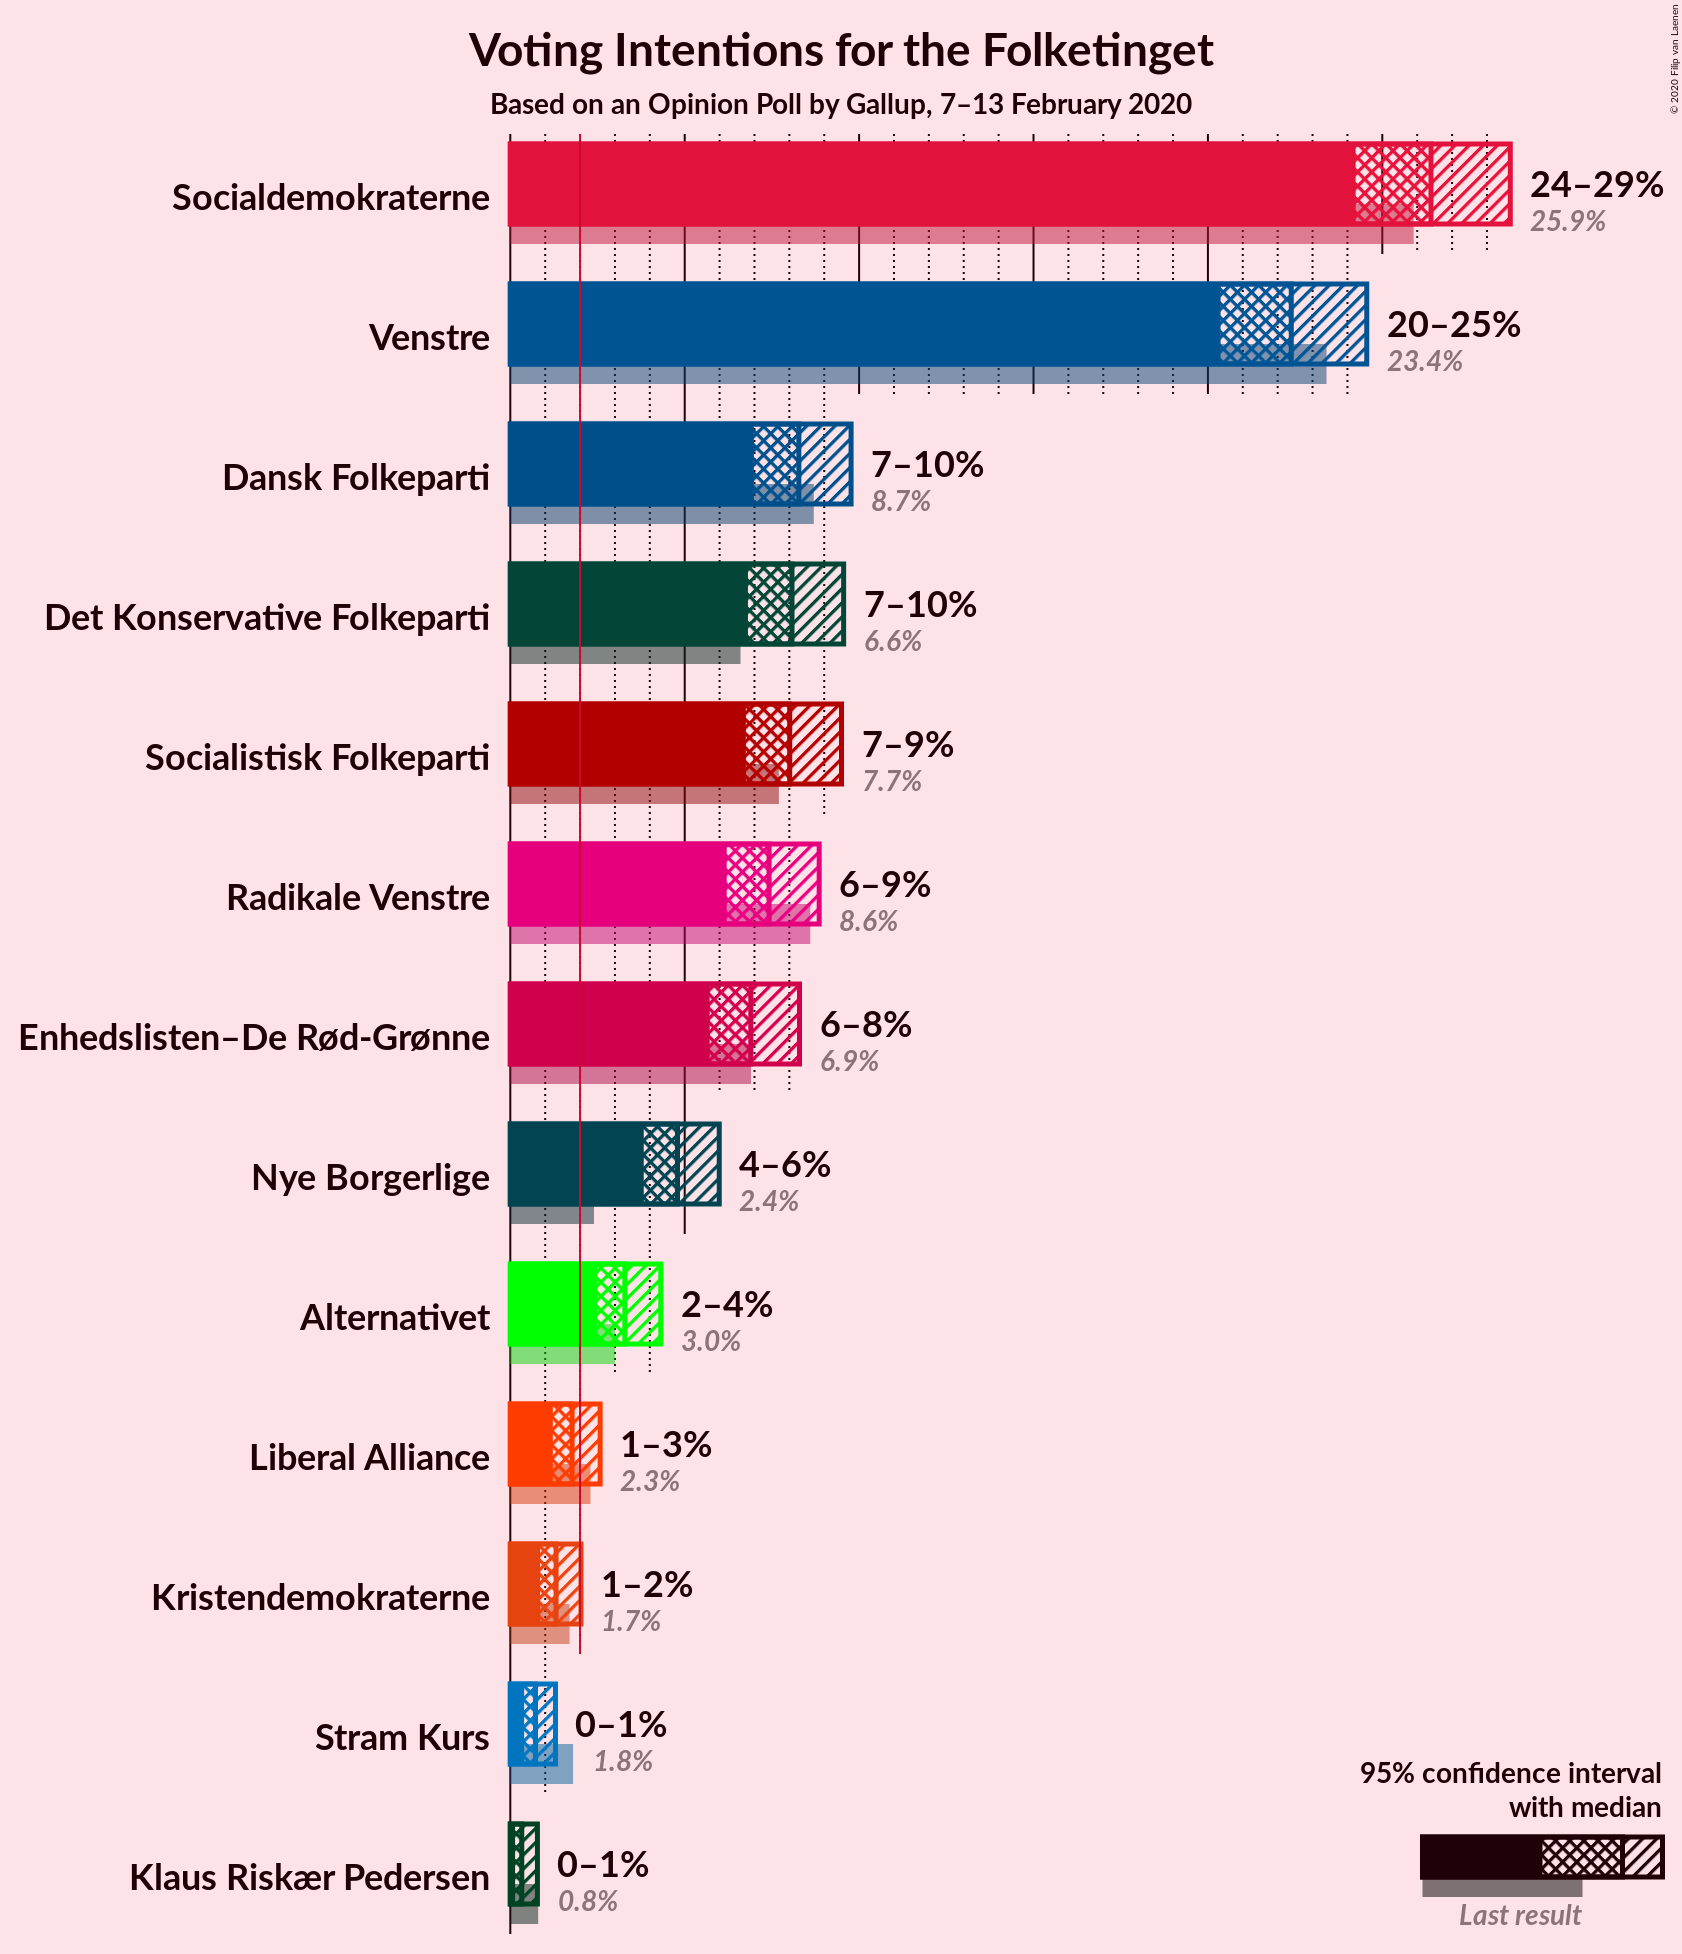 Voting Intentions for the Folketinget
Based on an Opinion Poll by Gallup, 7–13 February 2020
© 2020 Filip van Laenen
Socialdemokraterne
24–29%
25.9%
Venstre
20–25%
23.4%
Dansk Folkeparti
7–10%
8.7%
Det Konservative Folkeparti
7–10%
6.6%
Socialistisk Folkeparti
7–9%
7.7%
Radikale Venstre
6–9%
8.6%
Enhedslisten–De Rød-Grønne
6–8%
6.9%
Nye Borgerlige
4–6%
2.4%
Alternativet
2–4%
3.0%
Liberal Alliance
1–3%
2.3%
Kristendemokraterne
1–2%
1.7%
Stram Kurs
0–1%
1.8%
Klaus Riskær Pedersen
0–1%
0.8%
95% confidence interval
with median
Last result